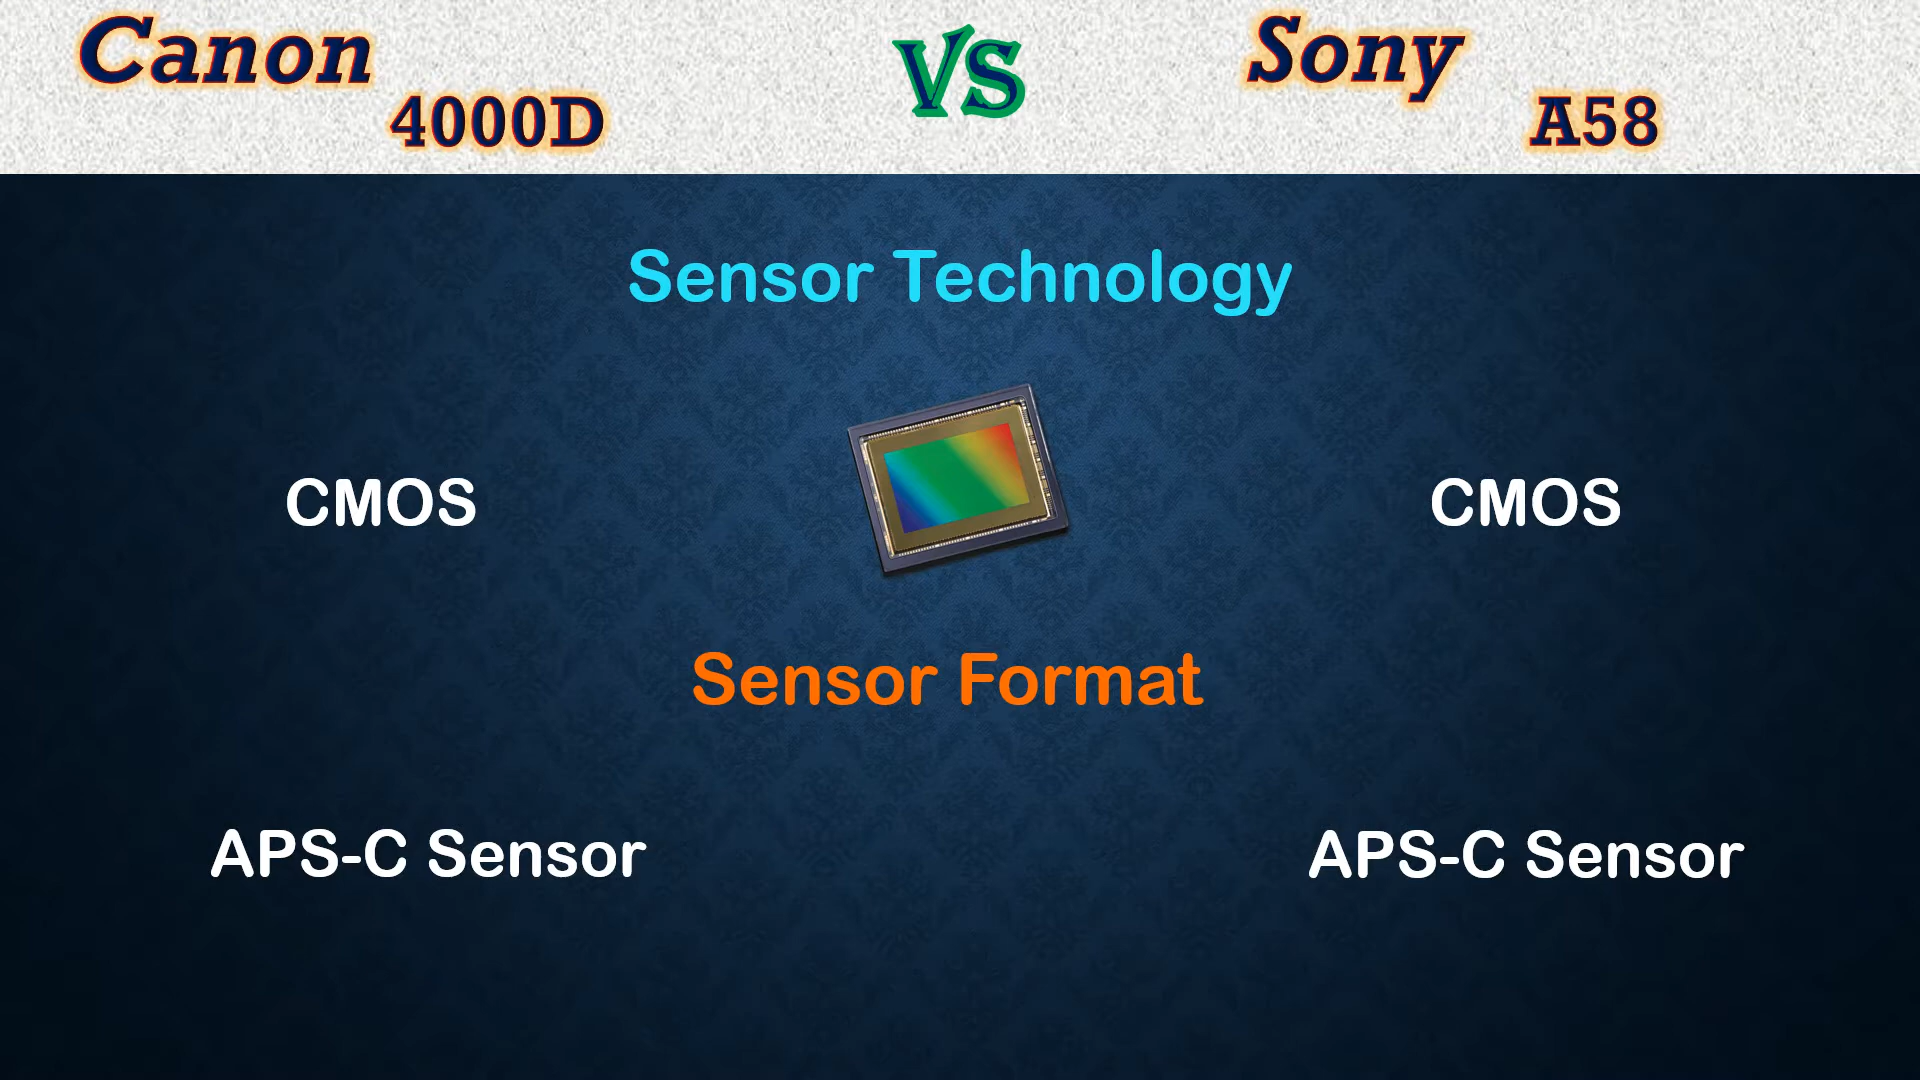 Canon VS Sony
4000D A58
Sensor Technology
CMOS CMOS
Sensor Format
APS-C Sensor APS-C Sensor